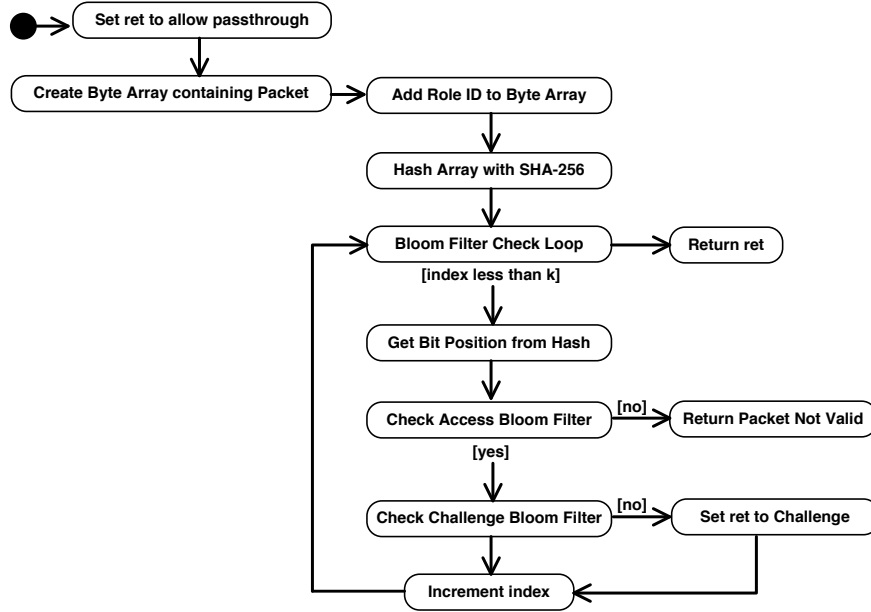 Set ret to allow passthrough
Create Byte Array containing Packet
Add Role ID to Byte Array
Hash Array with SHA-256
Bloom Filter Check Loop
Return ret
[index less than k]
Get Bit Position from Hash
Check Access Bloom Filter
[no]
Return Packet Not Valid
[yes]
Check Challenge Bloom Filter
[no]
Set ret to Challenge
Increment index